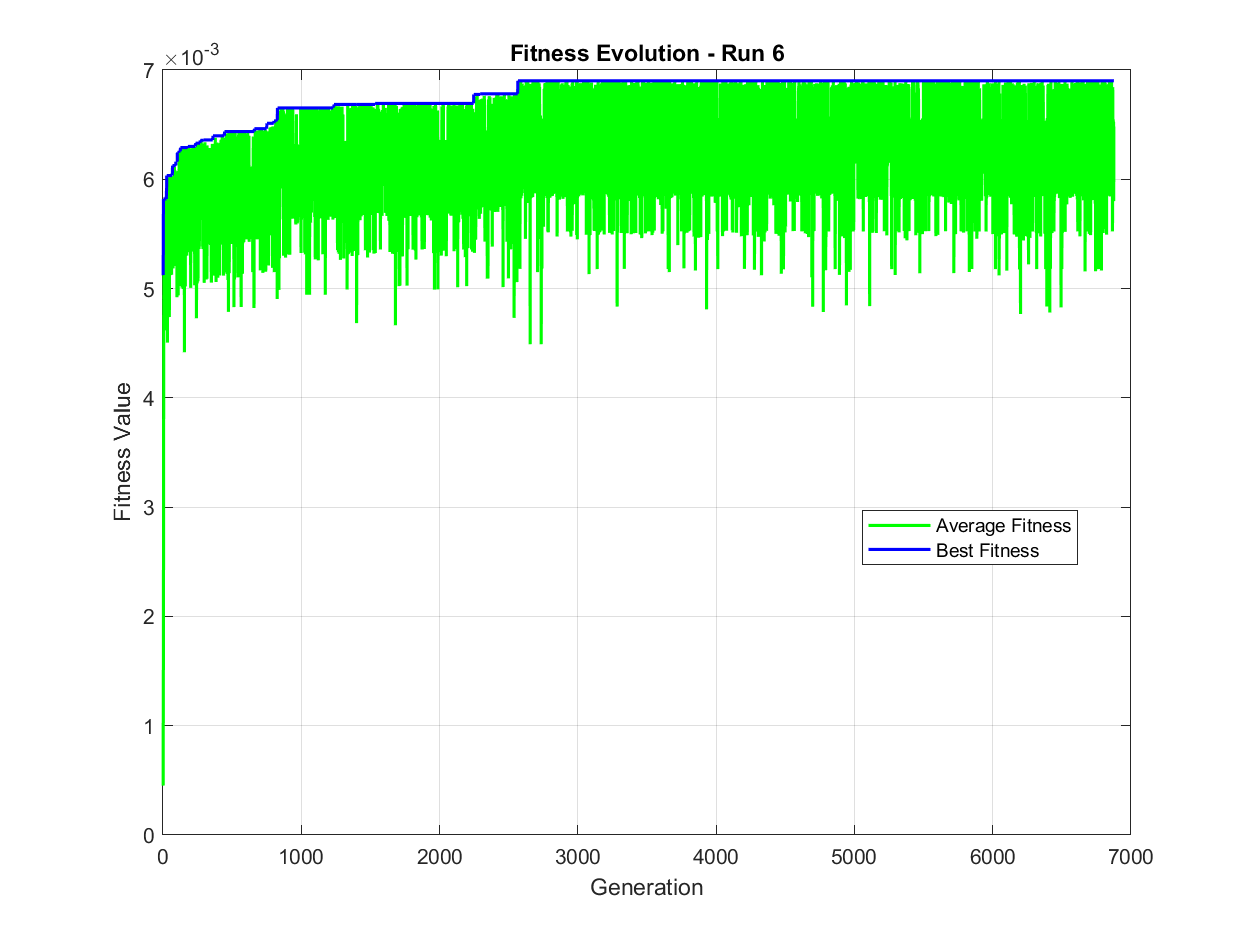 Fitness Evolution - Run 6
×10-3
7
6
5
4
3
2
1
0
Fitness Value
Average Fitness
Best Fitness
0 1000 2000 3000 4000 5000 6000 7000
Generation